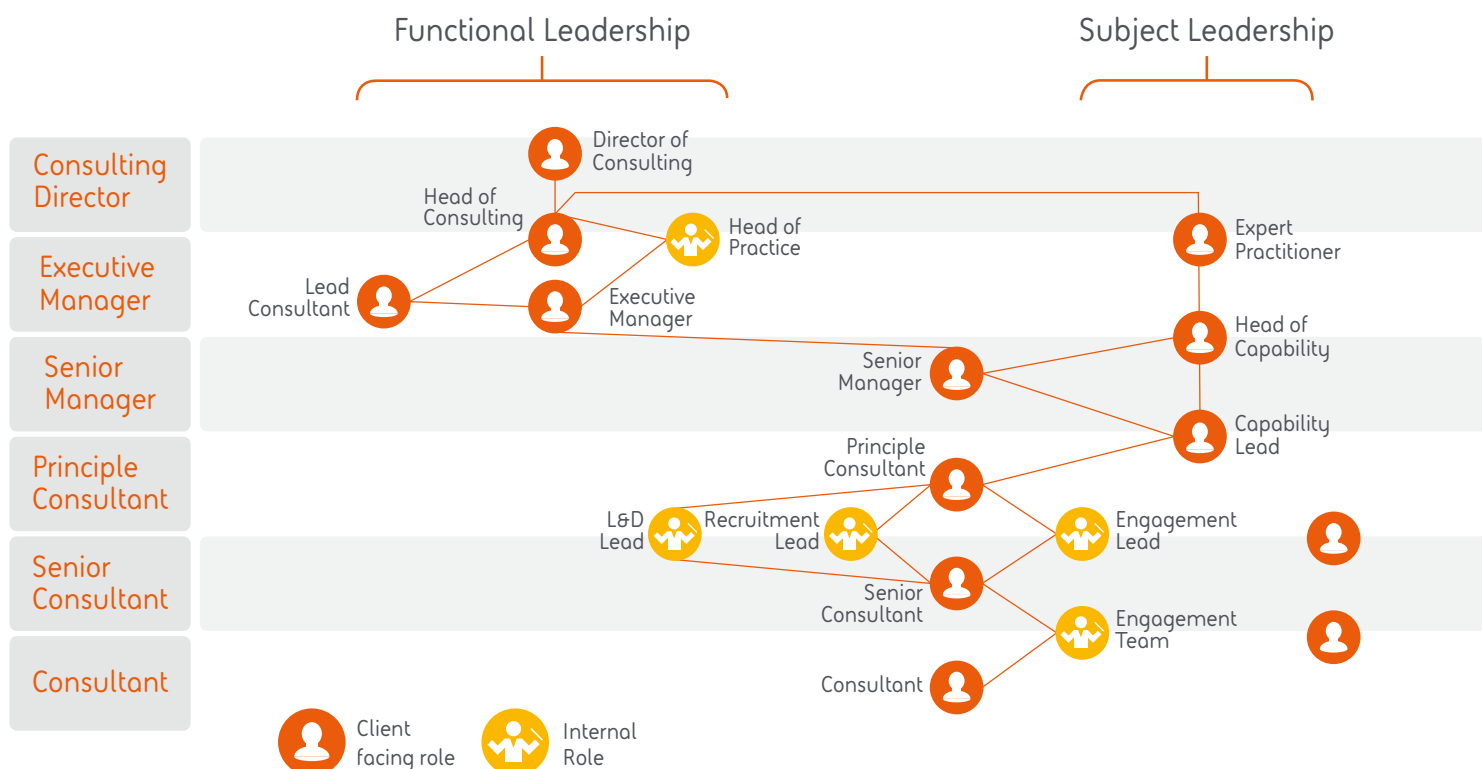 Functional Leadership
Subject Leadership
Consulting
Director
Director of
Consulting
Head of
Consulting
Head of
Practice
Expert
Practitioner
Executive
Manager
Lead
Consultant
Executive
Manager
Head of
Capability
Senior
Manager
Senior
Manager
Capability
Lead
Principle
Consultant
Principle
Consultant
L&D
Lead
Recruitment
Lead
Engagement
Lead
Senior
Consultant
Senior
Consultant
Engagement
Team
Consultant
Consultant
Client
facing role
Internal
Role